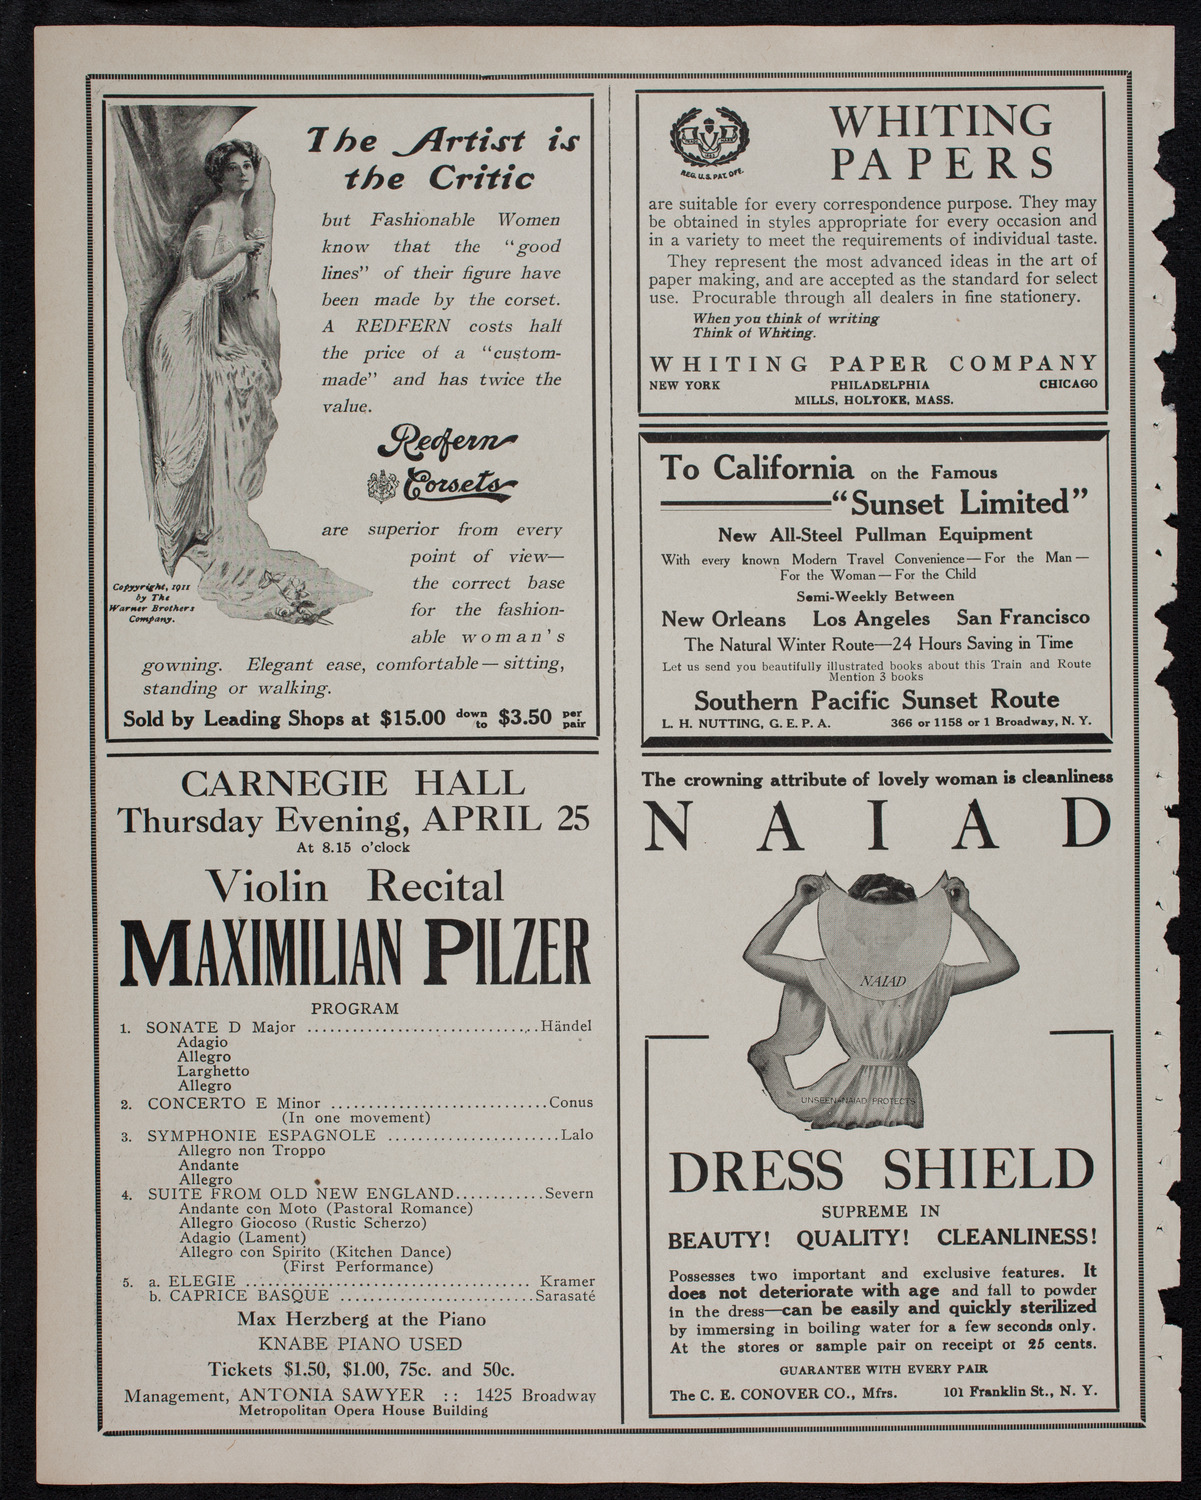 The Artist is
the Critic
but Fashionable Women
know that the "good
lines" of their figure have
been made by the corset.
A REDFERN costs half
the price of a "custom-
made" and has twice the
value.
Redfern
Corsets
are superior from every
point of view—
the correct base
for the fashion-
able woman's
gowning. Elegant ease, comfortable—sitting,
standing or walking.
Copyright, 1911
by The
Warner Brothers
Company.
Sold by Leading Shops at $15.00 down to $3.50 per pair
CARNEGIE HALL
Thursday Evening, APRIL 25
At 8.15 o'clock
Violin Recital
MAXIMILIAN PILZER
PROGRAM
1. SONATE D Major ................................Händel
Adagio
Allegro
Larghetto
Allegro
2. CONCERTO E Minor .............................Conus
(In one movement)
3. SYMPHONIE ESPAGNOLE .......................Lalo
Allegro non Troppo
Andante
Allegro
4. SUITE FROM OLD NEW ENGLAND............Severn
Andante con Moto (Pastoral Romance)
Allegro Giocoso (Rustic Scherzo)
Adagio (Lament)
Allegro con Spirito (Kitchen Dance)
(First Performance)
5. a. ELEGIE ...................................... Kramer
b. CAPRICE BASQUE ..........................Sarasaté
Max Herzberg at the Piano
KNABE PIANO USED
Tickets $1.50, $1.00, 75c. and 50c.
Management, ANTONIA SAWYER :: 1425 Broadway
Metropolitan Opera House Building
REG. U.S. PAT. OFF.
WHITING
PAPERS
are suitable for every correspondence purpose. They may
be obtained in styles appropriate for every occasion and
in a variety to meet the requirements of individual taste.
They represent the most advanced ideas in the art of
paper making, and are accepted as the standard for select
use. Procurable through all dealers in fine stationery.
When you think of writing
Think of Whiting.
WHITING PAPER COMPANY
NEW YORK PHILADELPHIA CHICAGO
MILLS, HOLYOKE, MASS.
To California on the Famous
"Sunset Limited"
New All-Steel Pullman Equipment
With every known Modern Travel Convenience—For the Man—
For the Woman—For the Child
Semi-Weekly Between
New Orleans Los Angeles San Francisco
The Natural Winter Route—24 Hours Saving in Time
Let us send you beautifully illustrated books about this Train and Route
Mention 3 books
Southern Pacific Sunset Route
L. H. NUTTING, G. E. P. A. 366 or 1158 or 1 Broadway, N. Y.
The crowning attribute of lovely woman is cleanliness
NAIAD
NAIAD
UNSEEN-NAIAD PROTECTS
DRESS SHIELD
SUPREME IN
BEAUTY! QUALITY! CLEANLINESS!
Possesses two important and exclusive features. It
does not deteriorate with age and fall to powder
in the dress—can be easily and quickly sterilized
by immersing in boiling water for a few seconds only.
At the stores or sample pair on receipt of 25 cents.
GUARANTEE WITH EVERY PAIR
The C. E. CONOVER CO., Mfrs. 101 Franklin St., N. Y.